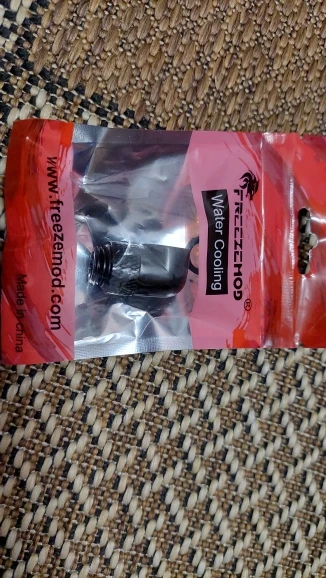 FREEZEMOD®
Water Cooling
www.freezemod.com
Made in China